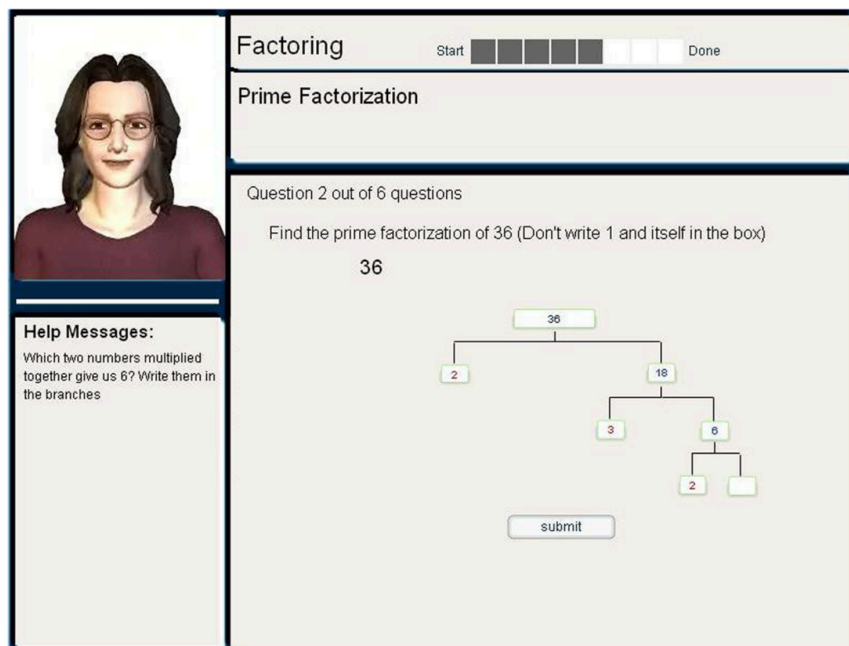 Factoring
Start
Done
Prime Factorization
Question 2 out of 6 questions
Find the prime factorization of 36 (Don't write 1 and itself in the box)
36
36
2 18
3 6
2
submit
Help Messages:
Which two numbers multiplied
together give us 6? Write them in
the branches